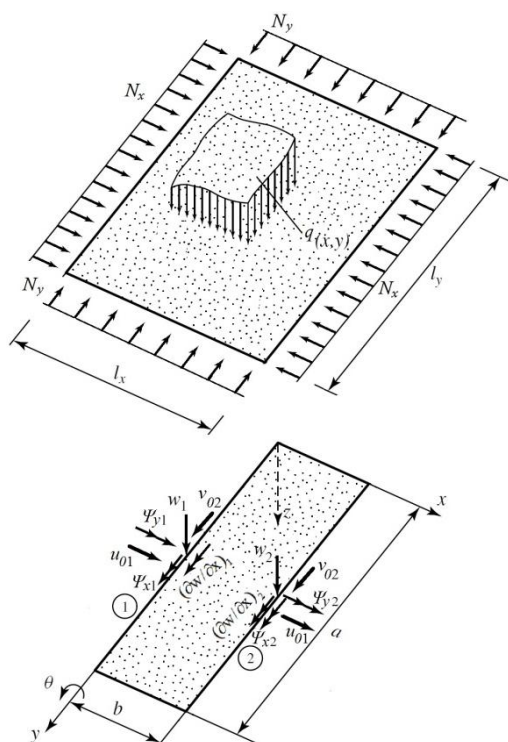 N_y
N_x
q_(x,y)
l_y
N_y
N_x
l_x
x
z
w_1
v_02
Ψ_y1
u_01
Ψ_x1
(∂w/∂x)_1
w_2
v_02
Ψ_y2
(∂w/∂x)_2
u_01
Ψ_x2
1
2
a
θ
b
y